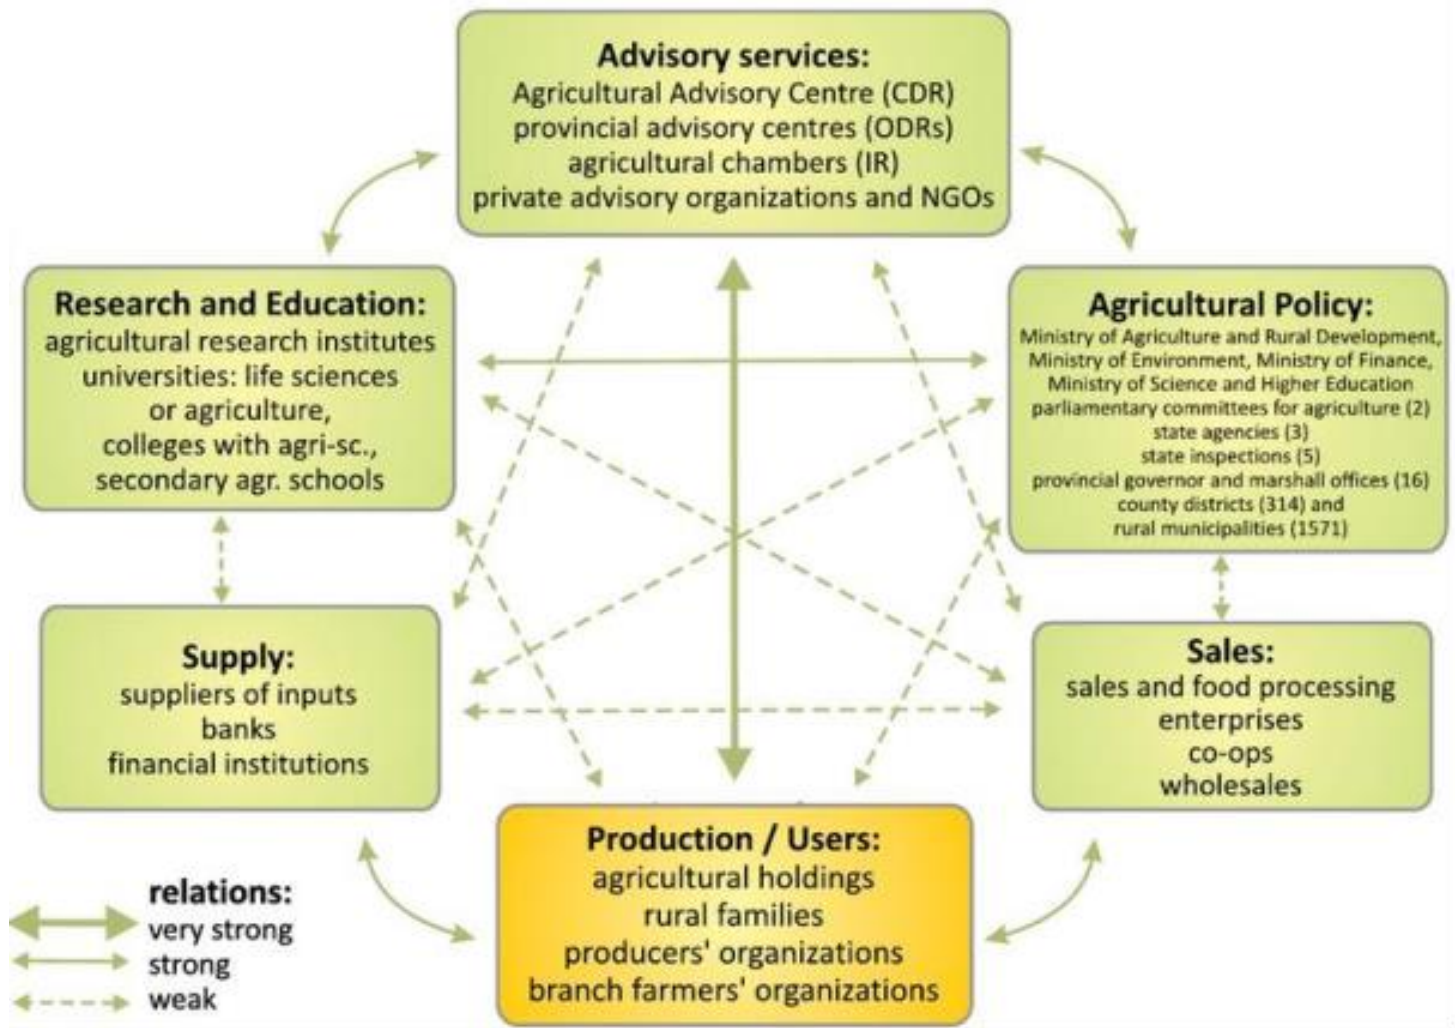 Advisory services:
Agricultural Advisory Centre (CDR)
provincial advisory centres (ODRs)
agricultural chambers (IR)
private advisory organizations and NGOs
Research and Education:
agricultural research institutes
universities: life sciences
or agriculture,
colleges with agri-sc.,
secondary agr. schools
Agricultural Policy:
Ministry of Agriculture and Rural Development,
Ministry of Environment, Ministry of Finance,
Ministry of Science and Higher Education
parliamentary committees for agriculture (2)
state agencies (3)
state inspections (5)
provincial governor and marshall offices (16)
county districts (314) and
rural municipalities (1571)
Supply:
suppliers of inputs
banks
financial institutions
Sales:
sales and food processing
enterprises
co-ops
wholesales
Production / Users:
agricultural holdings
rural families
producers' organizations
branch farmers' organizations
relations:
very strong
strong
weak